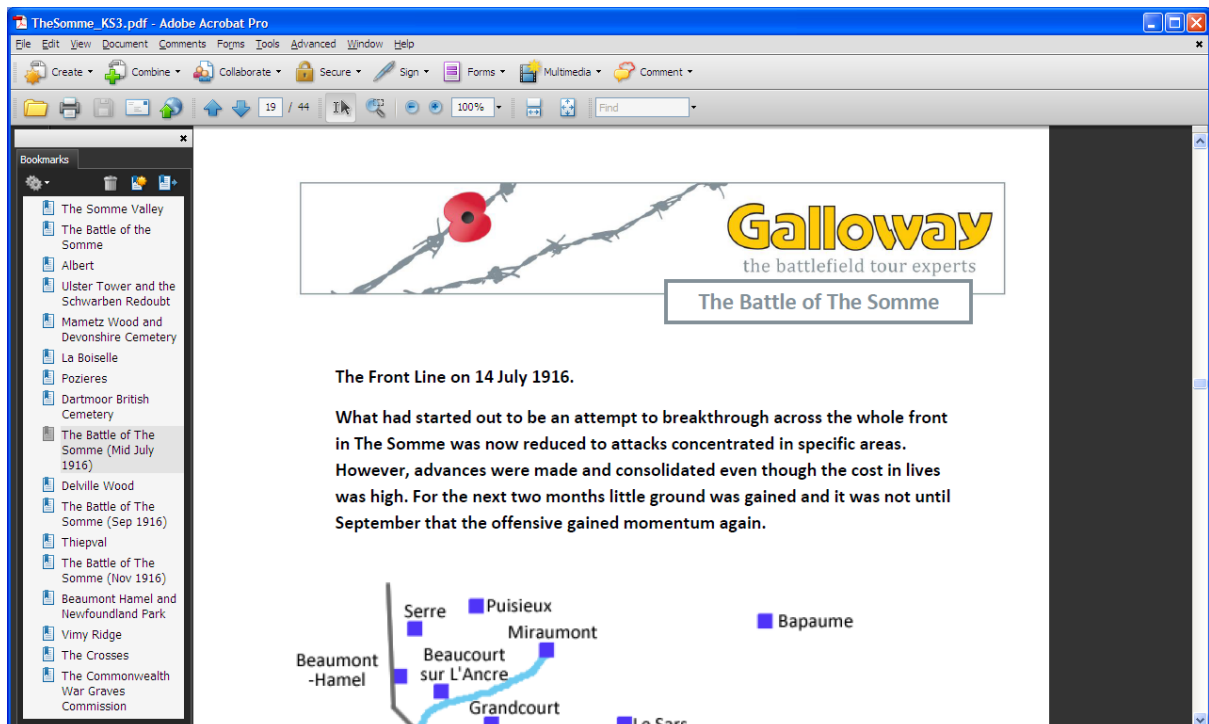 TheSomme_KS3.pdf - Adobe Acrobat Pro
File Edit View Document Comments Forms Tools Advanced Window Help
Create Combine Collaborate Secure Sign Forms Multimedia Comment
19 / 44 100% Find
Bookmarks
The Somme Valley
The Battle of the
Somme
Albert
Ulster Tower and the
Schwarben Redoubt
Mametz Wood and
Devonshire Cemetery
La Boiselle
Pozieres
Dartmoor British
Cemetery
The Battle of The
Somme (Mid July
1916)
Delville Wood
The Battle of The
Somme (Sep 1916)
Thiepval
The Battle of The
Somme (Nov 1916)
Beaumont Hamel and
Newfoundland Park
Vimy Ridge
The Crosses
The Commonwealth
War Graves
Commission
Galloway
the battlefield tour experts
The Battle of The Somme
The Front Line on 14 July 1916.
What had started out to be an attempt to breakthrough across the whole front
in The Somme was now reduced to attacks concentrated in specific areas.
However, advances were made and consolidated even though the cost in lives
was high. For the next two months little ground was gained and it was not until
September that the offensive gained momentum again.
Serre
Puisieux
Bapaume
Miraumont
Beaumont
-Hamel
Beaucourt
sur L'Ancre
Grandcourt
Le Sars